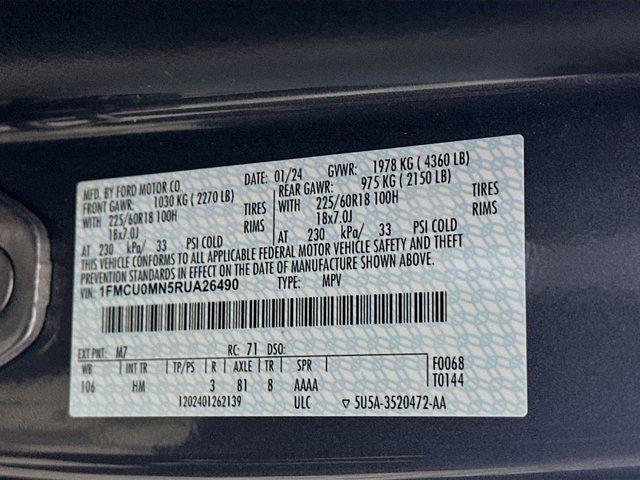 MFD. BY FORD MOTOR CO. DATE: 01/24 GVWR: 1978 KG ( 4360 LB)
FRONT GAWR: 1030 KG ( 2270 LB) REAR GAWR: 975 KG ( 2150 LB)
WITH 225/60R18 100H TIRES WITH 225/60R18 100H TIRES
18x7.0J RIMS 18x7.0J RIMS
AT 230 kPa/ 33 PSI COLD AT 230 kPa/ 33 PSI COLD
THIS VEHICLE CONFORMS TO ALL APPLICABLE FEDERAL MOTOR VEHICLE SAFETY AND THEFT
PREVENTION STANDARDS IN EFFECT ON THE DATE OF MANUFACTURE SHOWN ABOVE.
VIN: 1FMCU0MN5RUA26490 TYPE: MPV
EXT PNT: M7 RC: 71 DSO:
WB INT TR TP/PS R AXLE TR SPR F0068
106 HM 3 81 8 AAAA T0144
1202401262139 ULC ▽ 5U5A-3520472-AA